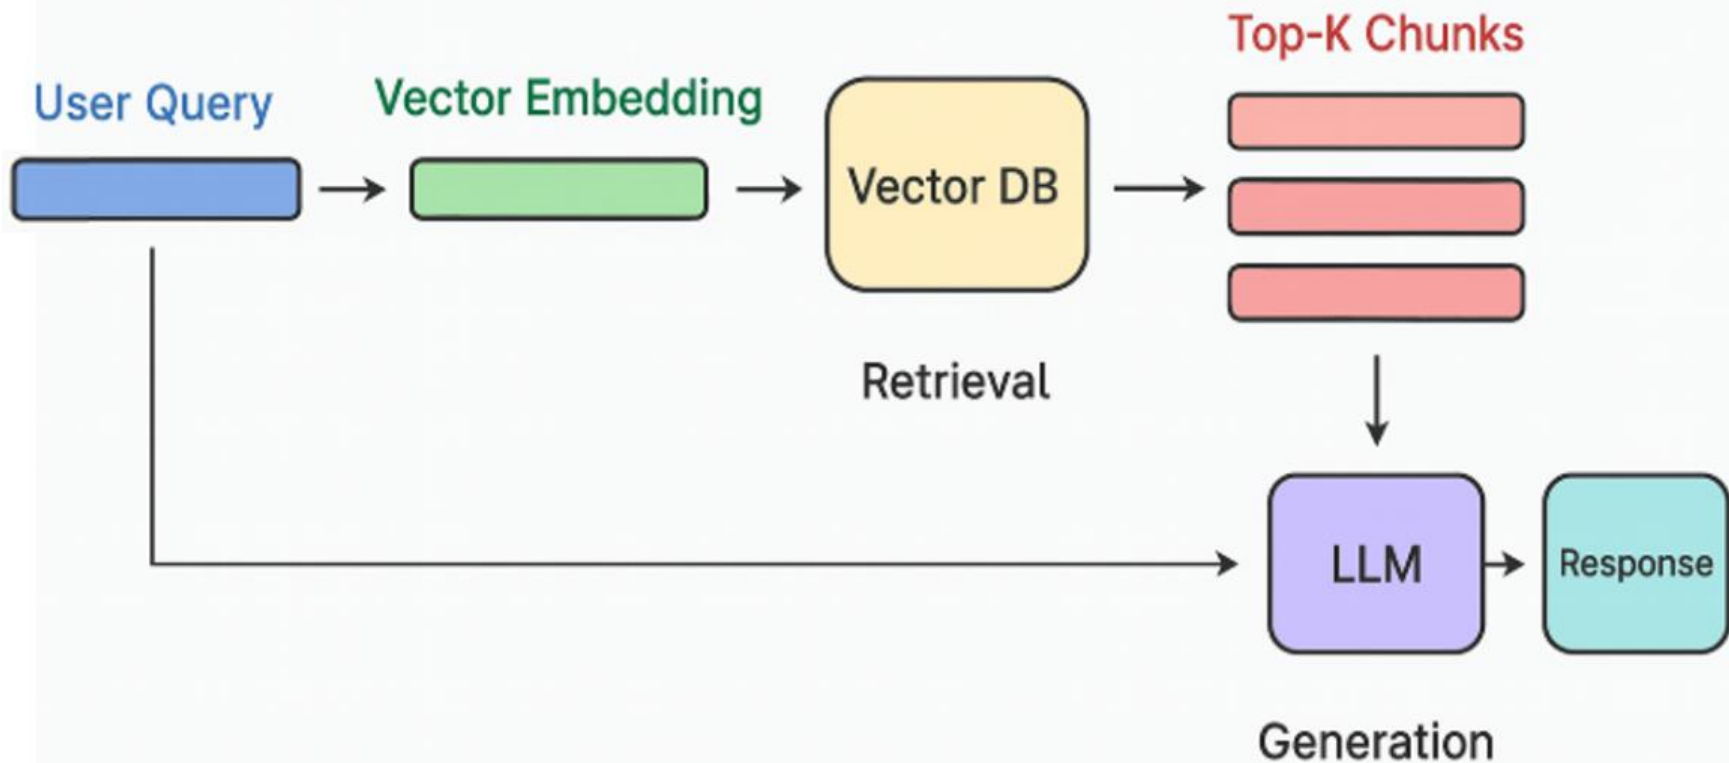 Top-K Chunks
User Query
Vector Embedding
Vector DB
Retrieval
LLM
Response
Generation